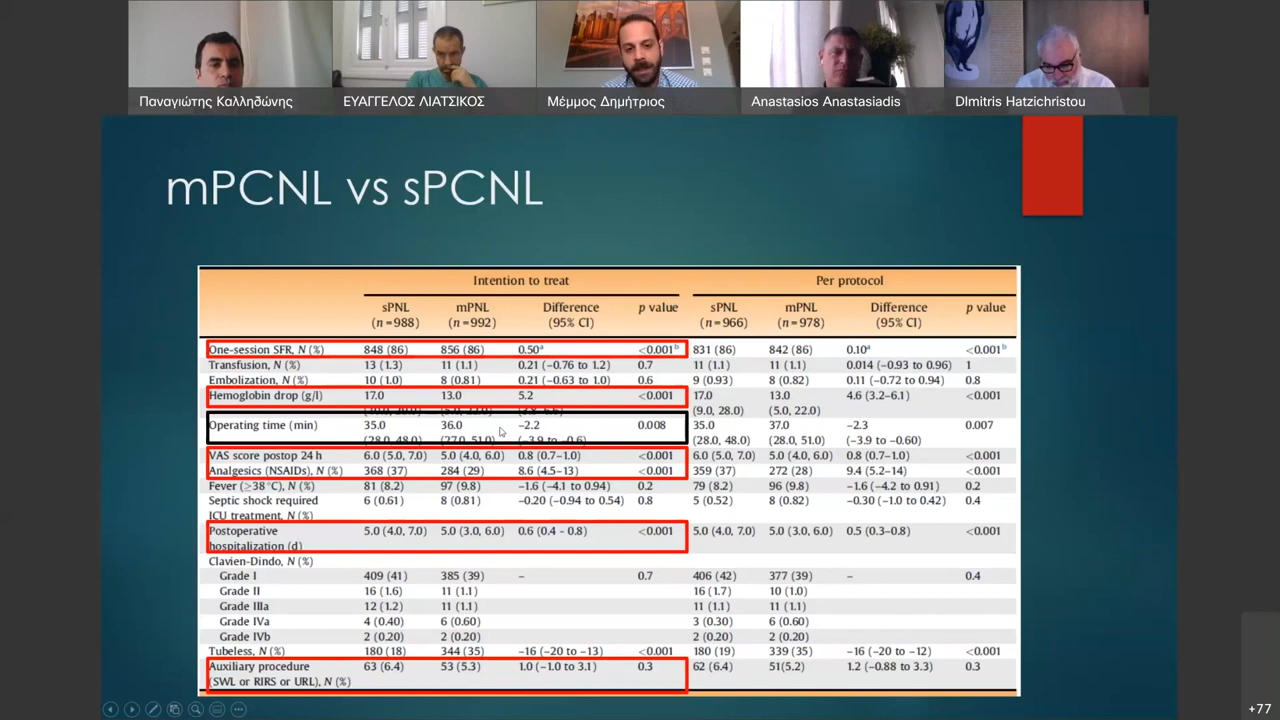 Παναγιώτης Καλληδώνης
ΕΥΑΓΓΕΛΟΣ ΛΙΑΤΣΙΚΟΣ
Μέμμος Δημήτριος
Anastasios Anastasiadis
DImitris Hatzichristou
mPCNL vs sPCNL
Intention to treat Per protocol
sPNL mPNL Difference p value sPNL mPNL Difference p value
(n=988) (n=992) (95% CI) (n=966) (n=978) (95% CI)
One-session SFR, N (%) 848 (86) 856 (86) 0.50ᵃ <0.001ᵇ 831 (86) 842 (86) 0.10ᵃ <0.001ᵇ
Transfusion, N (%) 13 (1.3) 11 (1.1) 0.21 (−0.76 to 1.2) 0.7 11 (1.1) 11 (1.1) 0.014 (−0.93 to 0.96) 1
Embolization, N (%) 10 (1.0) 8 (0.81) 0.21 (−0.63 to 1.0) 0.6 9 (0.93) 8 (0.82) 0.11 (−0.72 to 0.94) 0.8
Hemoglobin drop (g/l) 17.0 13.0 5.2 <0.001 17.0 13.0 4.6 (3.2–6.1) <0.001
(9.0, 28.0) (5.0, 22.0)
Operating time (min) 35.0 36.0 −2.2 0.008 35.0 37.0 −2.3 0.007
(28.0, 48.0) (27.0, 51.0) (−3.9 to −0.6) (28.0, 48.0) (28.0, 51.0) (−3.9 to −0.60)
VAS score postop 24 h 6.0 (5.0, 7.0) 5.0 (4.0, 6.0) 0.8 (0.7–1.0) <0.001 6.0 (5.0, 7.0) 5.0 (4.0, 6.0) 0.8 (0.7–1.0) <0.001
Analgesics (NSAIDs), N (%) 368 (37) 284 (29) 8.6 (4.5–13) <0.001 359 (37) 272 (28) 9.4 (5.2–14) <0.001
Fever (≥38 °C), N (%) 81 (8.2) 97 (9.8) −1.6 (−4.1 to 0.94) 0.2 79 (8.2) 96 (9.8) −1.6 (−4.2 to 0.91) 0.2
Septic shock required 6 (0.61) 8 (0.81) −0.20 (−0.94 to 0.54) 0.8 5 (0.52) 8 (0.82) −0.30 (−1.0 to 0.42) 0.4
ICU treatment, N (%)
Postoperative 5.0 (4.0, 7.0) 5.0 (3.0, 6.0) 0.6 (0.4 - 0.8) <0.001 5.0 (4.0, 7.0) 5.0 (3.0, 6.0) 0.5 (0.3–0.8) <0.001
hospitalization (d)
Clavien-Dindo, N (%)
Grade I 409 (41) 385 (39) – 0.7 406 (42) 377 (39) – 0.4
Grade II 16 (1.6) 11 (1.1) 16 (1.7) 10 (1.0)
Grade IIIa 12 (1.2) 11 (1.1) 11 (1.1) 11 (1.1)
Grade IVa 4 (0.40) 6 (0.60) 3 (0.30) 6 (0.60)
Grade IVb 2 (0.20) 2 (0.20) 2 (0.20) 2 (0.20)
Tubeless, N (%) 180 (18) 344 (35) −16 (−20 to −13) <0.001 180 (19) 339 (35) −16 (−20 to −12) <0.001
Auxiliary procedure 63 (6.4) 53 (5.3) 1.0 (−1.0 to 3.1) 0.3 62 (6.4) 51(5.2) 1.2 (−0.88 to 3.3) 0.3
(SWL or RIRS or URL), N (%)
+77